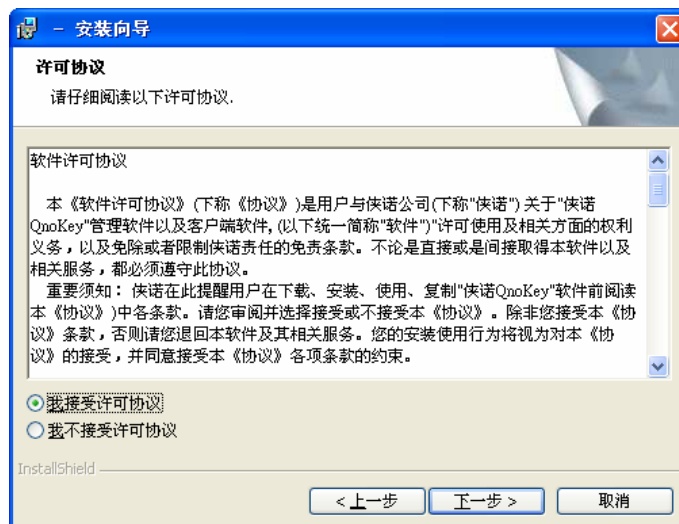 - 安装向导
许可协议
请仔细阅读以下许可协议.
软件许可协议
本《软件许可协议》(下称《协议》)是用户与侠诺公司(下称"侠诺") 关于"侠诺
QnoKey"管理软件以及客户端软件, (以下统一简称"软件")"许可使用及相关方面的权利
义务，以及免除或者限制侠诺责任的免责条款。不论是直接或是间接取得本软件以及
相关服务，都必须遵守此协议。
重要须知： 侠诺在此提醒用户在下载、安装、使用、复制"侠诺QnoKey"软件前阅读
本《协议》)中各条款。请您审阅并选择接受或不接受本《协议》。除非您接受本《协
议》条款，否则请您退回本软件及其相关服务。您的安装使用行为将视为对本《协
议》的接受，并同意接受本《协议》各项条款的约束。
我接受许可协议
我不接受许可协议
InstallShield
< 上一步 下一步 > 取消